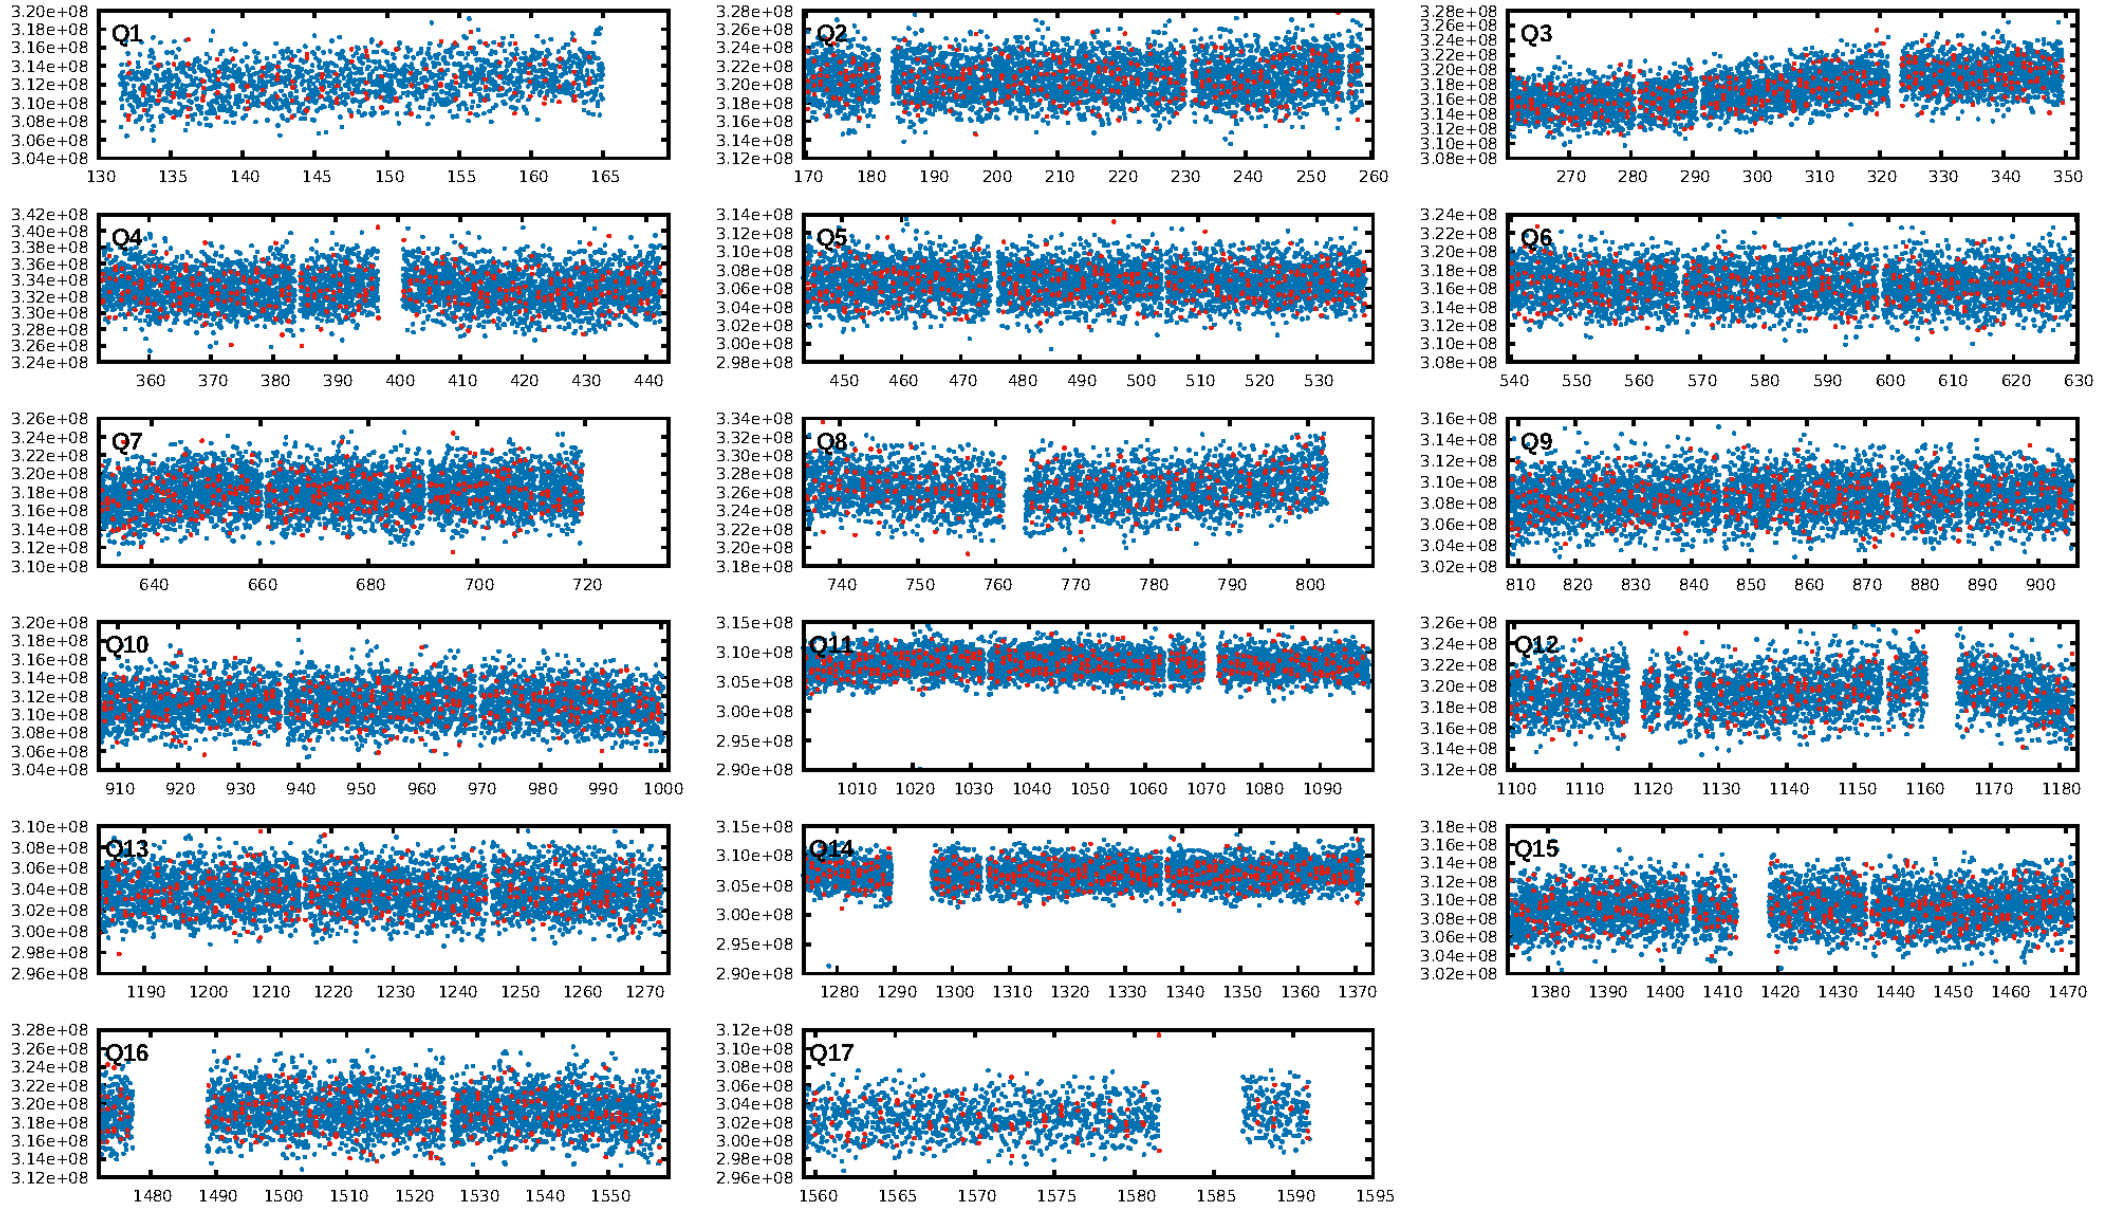 3.20e+08
3.18e+08
3.16e+08
3.14e+08
3.12e+08
3.10e+08
3.08e+08
3.06e+08
3.04e+08
Q1
130 135 140 145 150 155 160 165
3.28e+08
3.26e+08
3.24e+08
3.22e+08
3.20e+08
3.18e+08
3.16e+08
3.14e+08
3.12e+08
Q2
170 180 190 200 210 220 230 240 250 260
3.28e+08
3.26e+08
3.24e+08
3.22e+08
3.20e+08
3.18e+08
3.16e+08
3.14e+08
3.12e+08
3.10e+08
3.08e+08
Q3
270 280 290 300 310 320 330 340 350
3.42e+08
3.40e+08
3.38e+08
3.36e+08
3.34e+08
3.32e+08
3.30e+08
3.28e+08
3.26e+08
3.24e+08
Q4
360 370 380 390 400 410 420 430 440
3.14e+08
3.12e+08
3.10e+08
3.08e+08
3.06e+08
3.04e+08
3.02e+08
3.00e+08
2.98e+08
Q5
450 460 470 480 490 500 510 520 530
3.24e+08
3.22e+08
3.20e+08
3.18e+08
3.16e+08
3.14e+08
3.12e+08
3.10e+08
3.08e+08
Q6
540 550 560 570 580 590 600 610 620 630
3.26e+08
3.24e+08
3.22e+08
3.20e+08
3.18e+08
3.16e+08
3.14e+08
3.12e+08
3.10e+08
Q7
640 660 680 700 720
3.34e+08
3.32e+08
3.30e+08
3.28e+08
3.26e+08
3.24e+08
3.22e+08
3.20e+08
3.18e+08
Q8
740 750 760 770 780 790 800
3.16e+08
3.14e+08
3.12e+08
3.10e+08
3.08e+08
3.06e+08
3.04e+08
3.02e+08
Q9
810 820 830 840 850 860 870 880 890 900
3.20e+08
3.18e+08
3.16e+08
3.14e+08
3.12e+08
3.10e+08
3.08e+08
3.06e+08
3.04e+08
Q10
910 920 930 940 950 960 970 980 990 1000
3.15e+08
3.10e+08
3.05e+08
3.00e+08
2.95e+08
2.90e+08
Q11
1010 1020 1030 1040 1050 1060 1070 1080 1090
3.26e+08
3.24e+08
3.22e+08
3.20e+08
3.18e+08
3.16e+08
3.14e+08
3.12e+08
Q12
1100 1110 1120 1130 1140 1150 1160 1170 1180
3.10e+08
3.08e+08
3.06e+08
3.04e+08
3.02e+08
3.00e+08
2.98e+08
2.96e+08
Q13
1190 1200 1210 1220 1230 1240 1250 1260 1270
3.15e+08
3.10e+08
3.05e+08
3.00e+08
2.95e+08
2.90e+08
Q14
1280 1290 1300 1310 1320 1330 1340 1350 1360 1370
3.18e+08
3.16e+08
3.14e+08
3.12e+08
3.10e+08
3.08e+08
3.06e+08
3.04e+08
3.02e+08
Q15
1380 1390 1400 1410 1420 1430 1440 1450 1460 1470
3.28e+08
3.26e+08
3.24e+08
3.22e+08
3.20e+08
3.18e+08
3.16e+08
3.14e+08
3.12e+08
Q16
1480 1490 1500 1510 1520 1530 1540 1550
3.12e+08
3.10e+08
3.08e+08
3.06e+08
3.04e+08
3.02e+08
3.00e+08
2.98e+08
2.96e+08
Q17
1560 1565 1570 1575 1580 1585 1590 1595